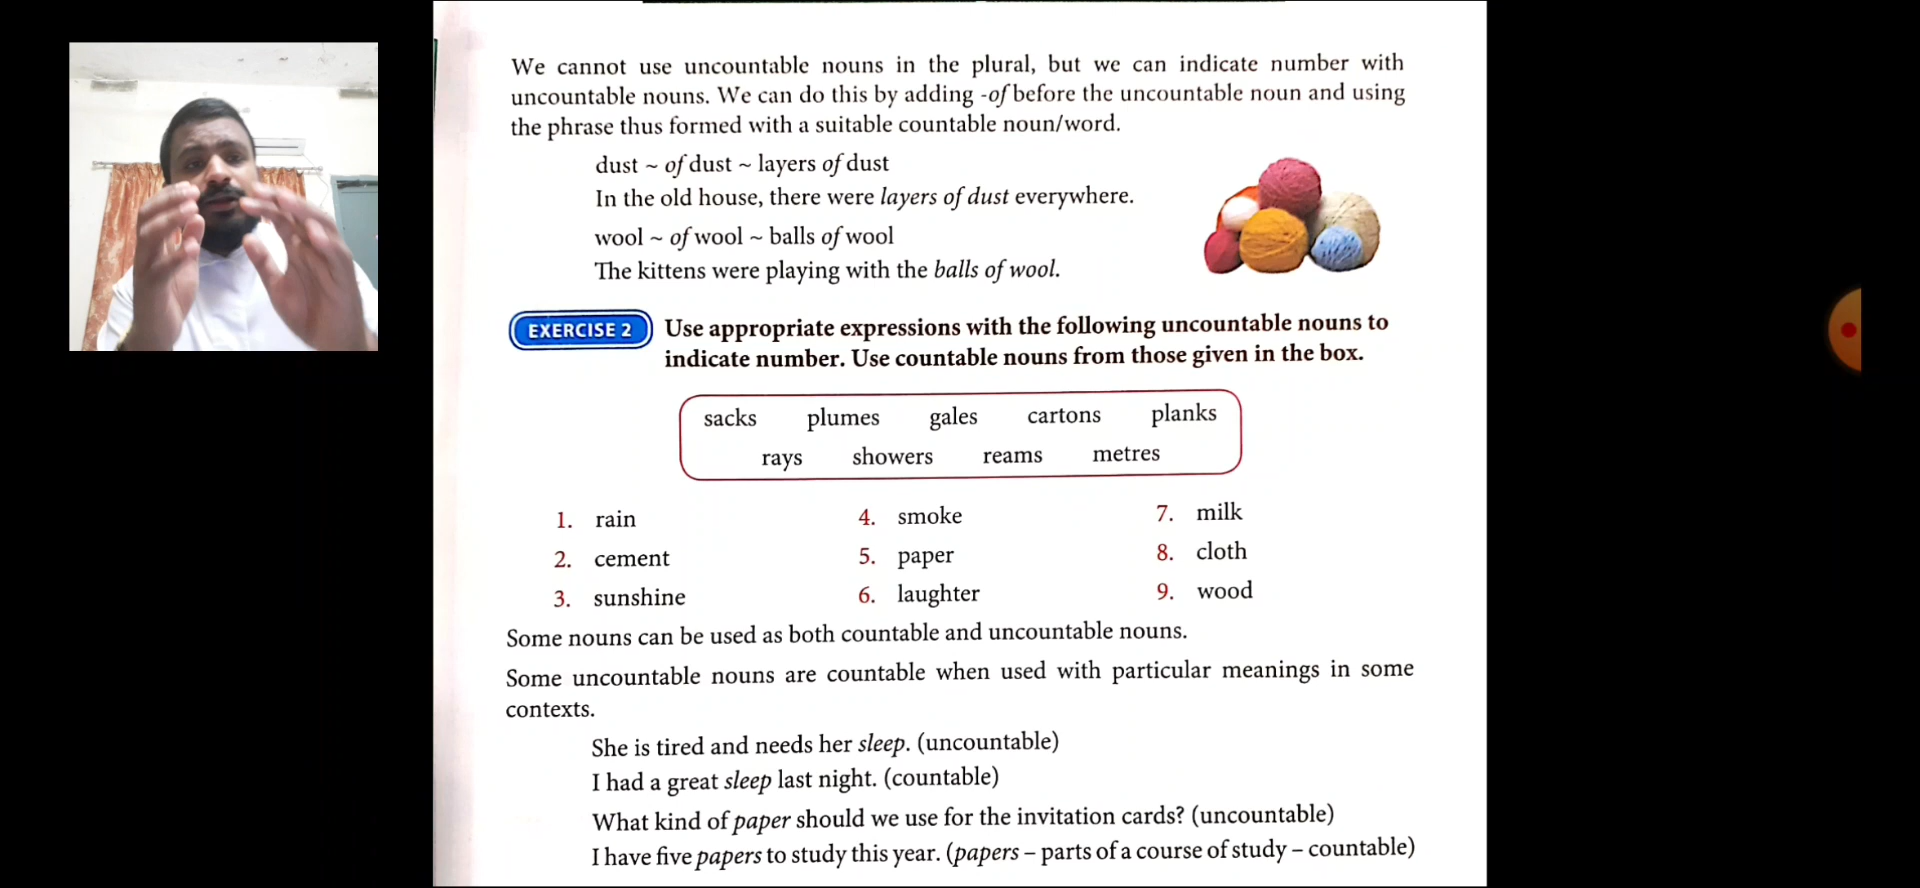 We cannot use uncountable nouns in the plural, but we can indicate number with
uncountable nouns. We can do this by adding -of before the uncountable noun and using
the phrase thus formed with a suitable countable noun/word.
dust ~ of dust ~ layers of dust
In the old house, there were layers of dust everywhere.
wool ~ of wool ~ balls of wool
The kittens were playing with the balls of wool.
EXERCISE 2 Use appropriate expressions with the following uncountable nouns to
indicate number. Use countable nouns from those given in the box.
sacks plumes gales cartons planks
rays showers reams metres
1. rain 4. smoke 7. milk
2. cement 5. paper 8. cloth
3. sunshine 6. laughter 9. wood
Some nouns can be used as both countable and uncountable nouns.
Some uncountable nouns are countable when used with particular meanings in some
contexts.
She is tired and needs her sleep. (uncountable)
I had a great sleep last night. (countable)
What kind of paper should we use for the invitation cards? (uncountable)
I have five papers to study this year. (papers – parts of a course of study – countable)